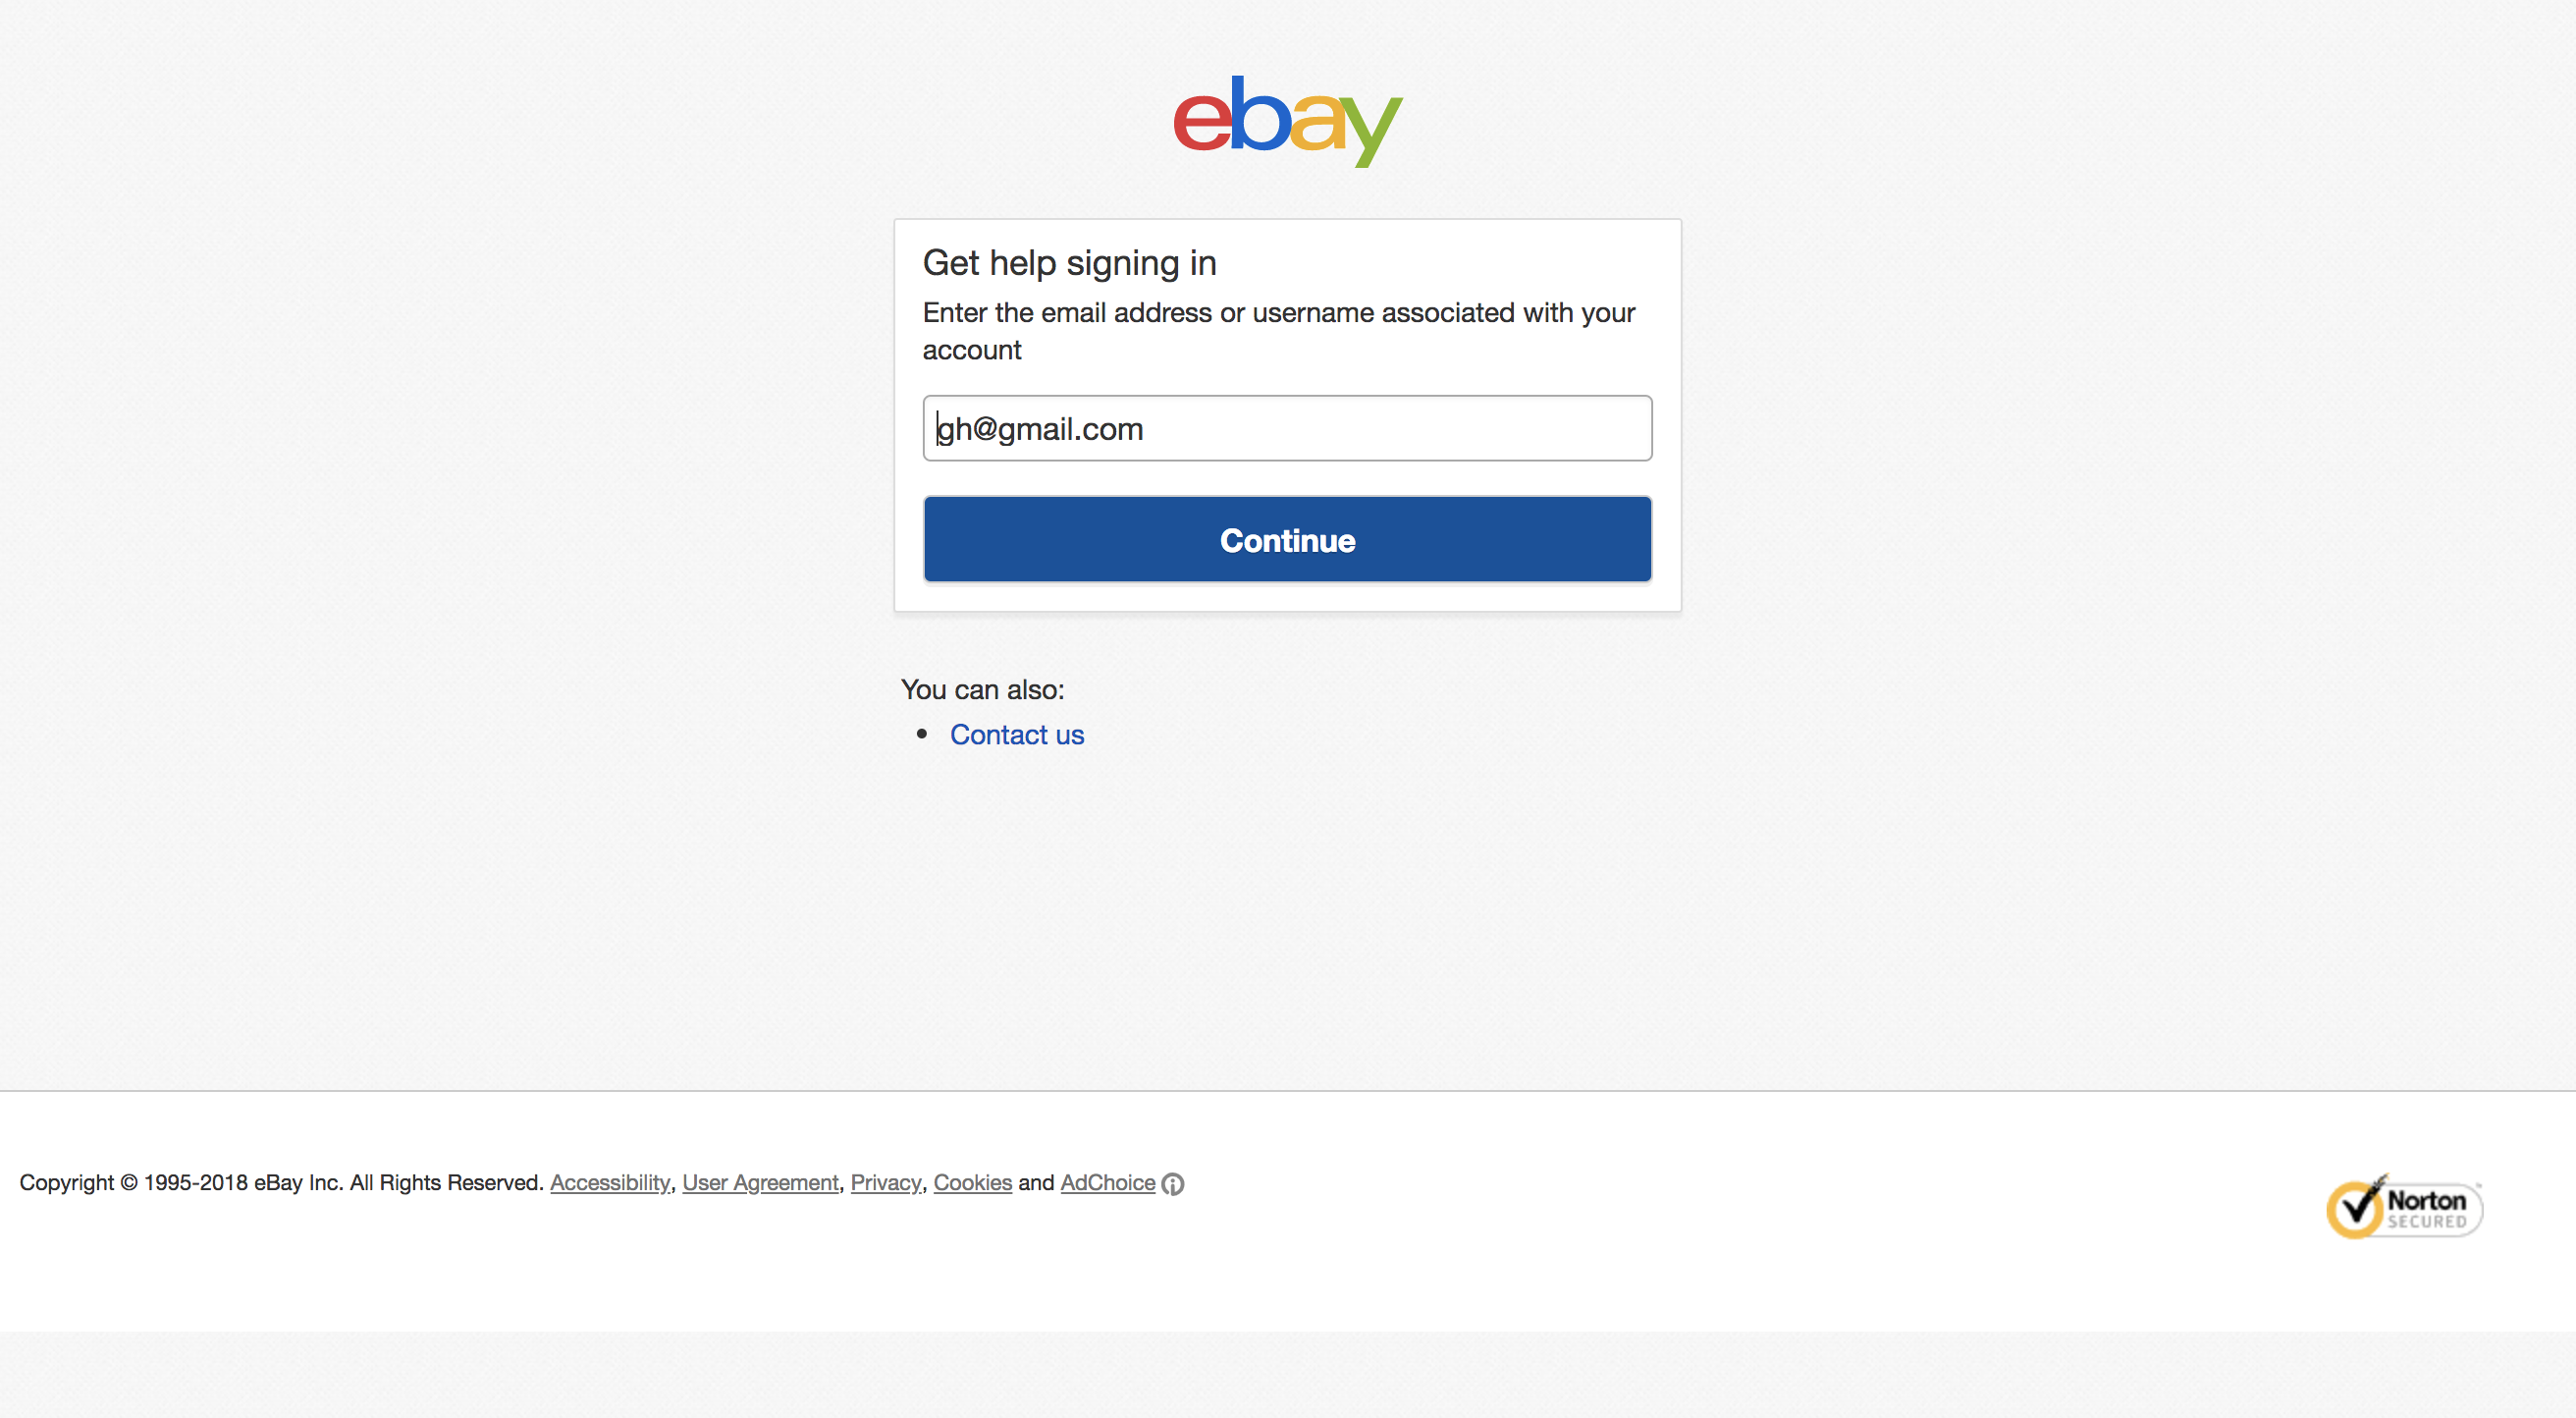 ebay
Get help signing in
Enter the email address or username associated with your
account
gh@gmail.com
Continue
You can also:
• Contact us
Copyright © 1995-2018 eBay Inc. All Rights Reserved. Accessibility, User Agreement, Privacy, Cookies and AdChoice
Norton
SECURED